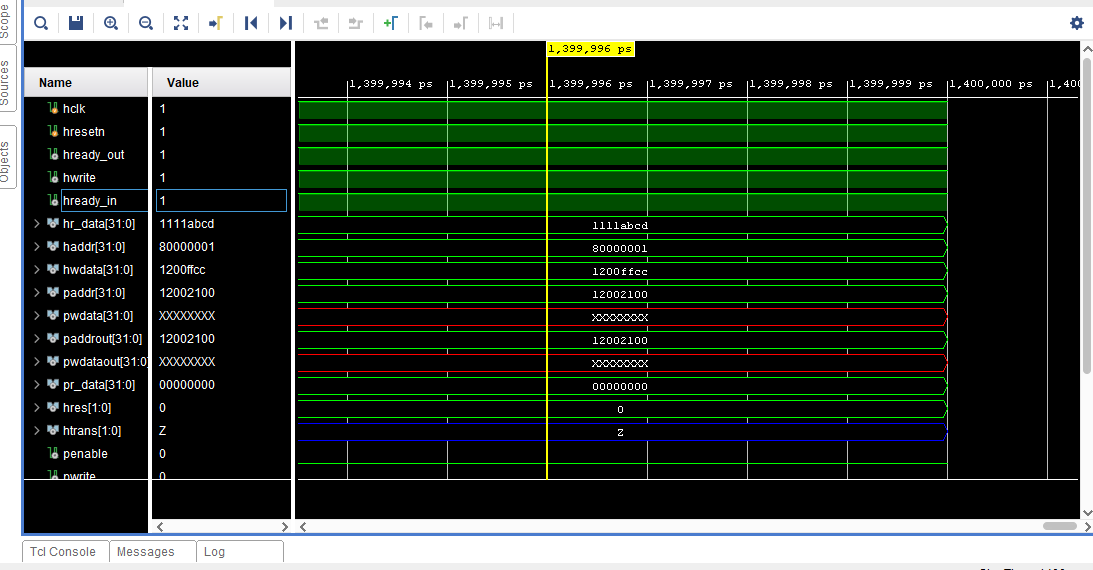 Scope
Sources
Objects
1,399,996 ps
Name Value
1,399,994 ps 1,399,995 ps 1,399,996 ps 1,399,997 ps 1,399,998 ps 1,399,999 ps 1,400,000 ps 1,400
hclk 1
hresetn 1
hready_out 1
hwrite 1
hready_in 1
hr_data[31:0] 1111abcd 1111abcd
haddr[31:0] 80000001 80000001
hwdata[31:0] 1200ffcc 1200ffcc
paddr[31:0] 12002100 12002100
pwdata[31:0] XXXXXXXX XXXXXXXX
paddrout[31:0] 12002100 12002100
pwdataout[31:0] XXXXXXXX XXXXXXXX
pr_data[31:0] 00000000 00000000
hres[1:0] 0 0
htrans[1:0] Z Z
penable 0
pwrite 0
Tcl Console Messages Log